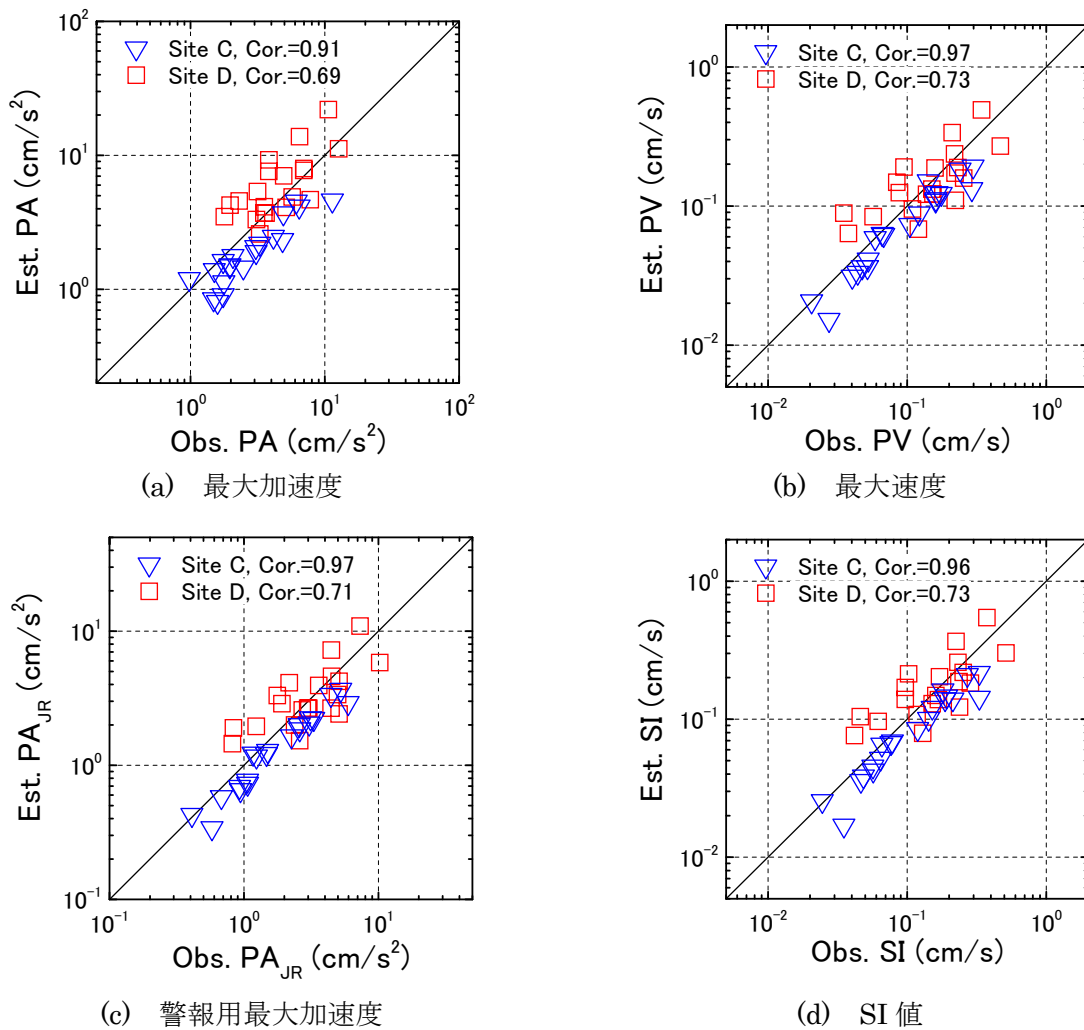 10²
Site C, Cor.=0.91
Site D, Cor.=0.69
10¹
10⁰
Est. PA (cm/s²)
10⁰ 10¹ 10²
Obs. PA (cm/s²)
(a) 最大加速度
10⁰
Site C, Cor.=0.97
Site D, Cor.=0.73
10⁻¹
10⁻²
Est. PV (cm/s)
10⁻² 10⁻¹ 10⁰
Obs. PV (cm/s)
(b) 最大速度
Site C, Cor.=0.97
Site D, Cor.=0.71
10¹
10⁰
10⁻¹
Est. PA_JR (cm/s²)
10⁻¹ 10⁰ 10¹
Obs. PA_JR (cm/s²)
(c) 警報用最大加速度
10⁰
Site C, Cor.=0.96
Site D, Cor.=0.73
10⁻¹
10⁻²
Est. SI (cm/s)
10⁻² 10⁻¹ 10⁰
Obs. SI (cm/s)
(d) SI 値